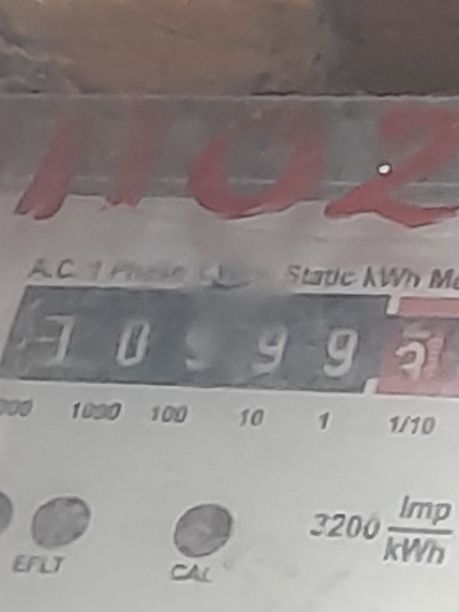 1102
A.C. 1 Phase Static kWh
7 0 9 9 9
1000 100 10 1 1/10
3200 Imp/kWh
EFLT CAL